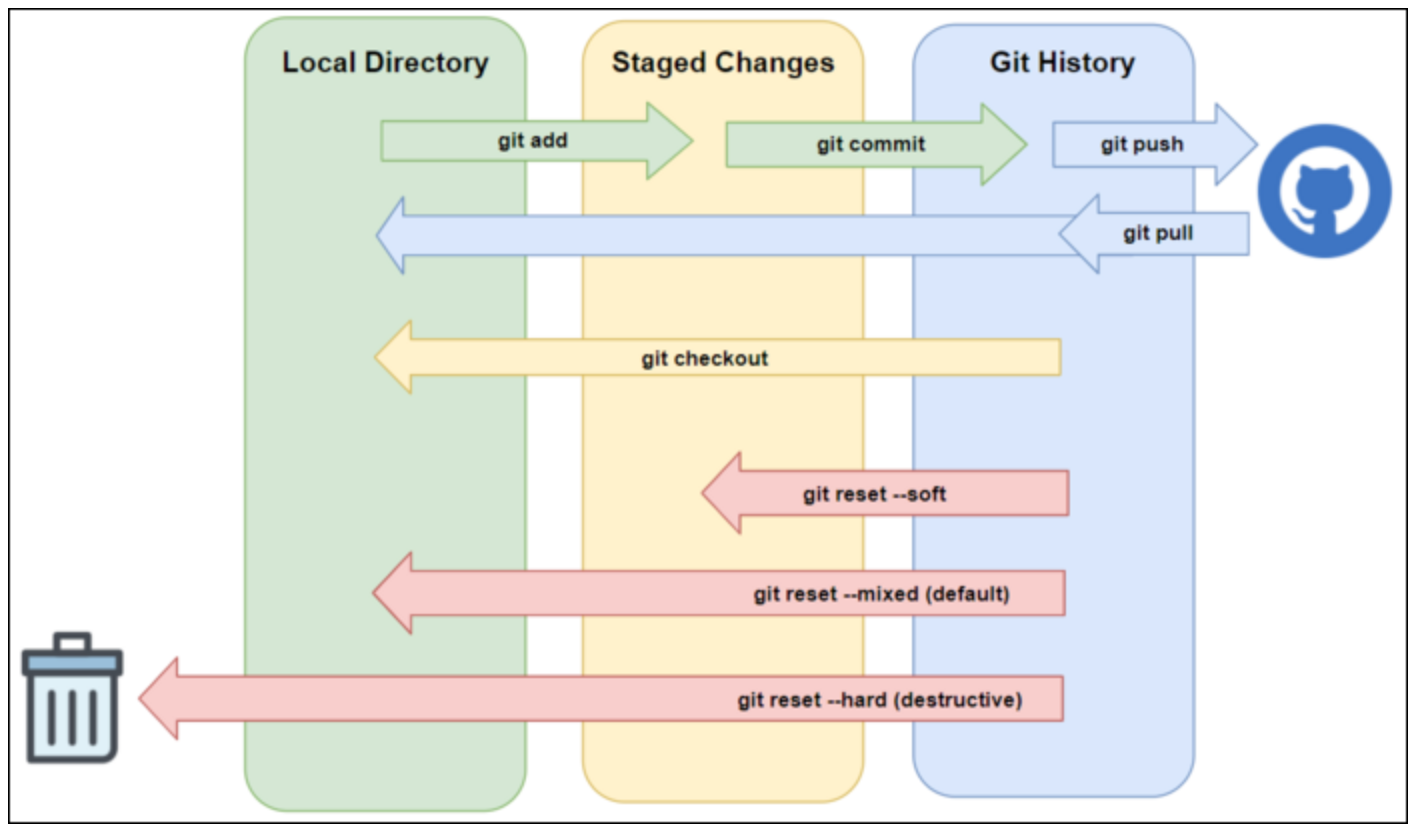 Local Directory
Staged Changes
Git History
git add
git commit
git push
git pull
git checkout
git reset --soft
git reset --mixed (default)
git reset --hard (destructive)